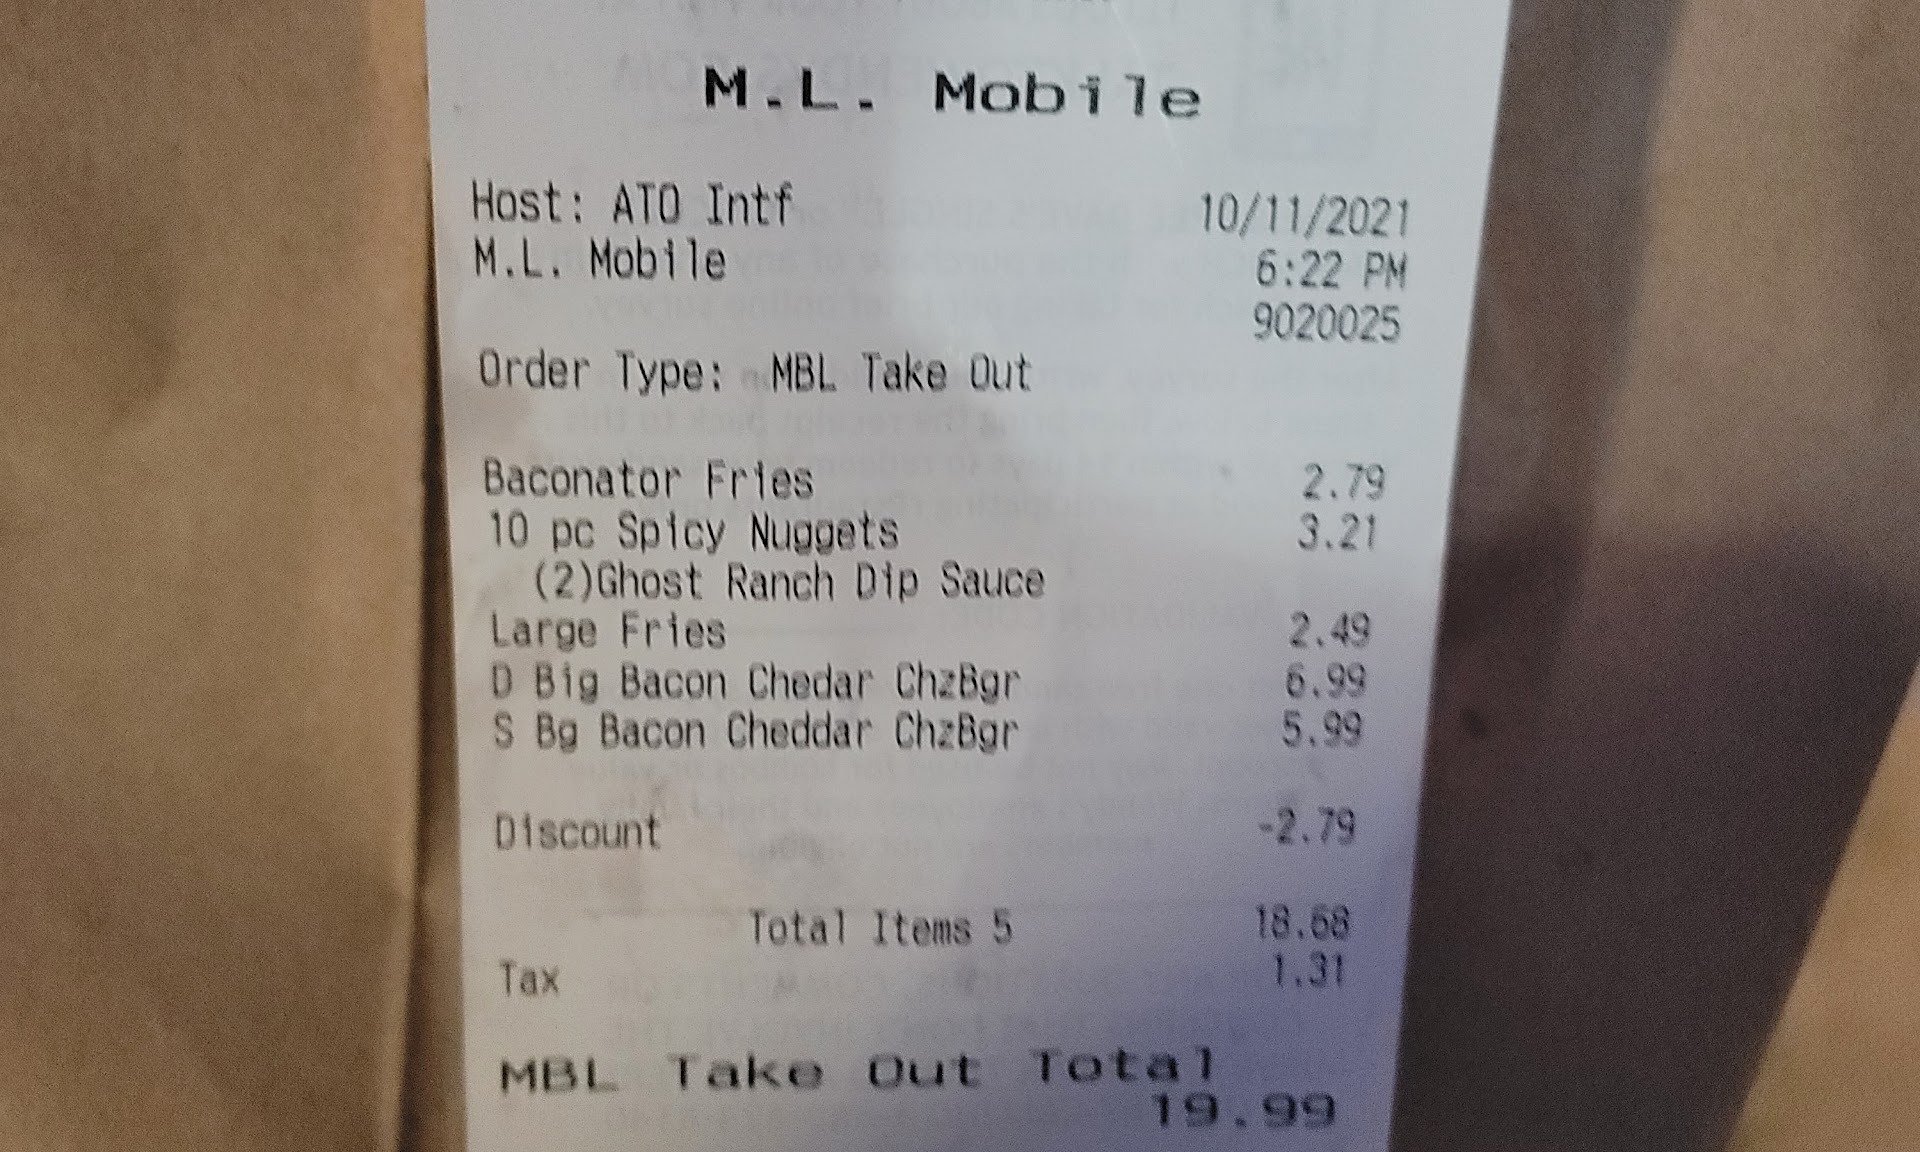 M.L. Mobile
Host: ATO Intf 10/11/2021
M.L. Mobile 6:22 PM
9020025
Order Type: MBL Take Out
Baconator Fries 2.79
10 pc Spicy Nuggets 3.21
(2)Ghost Ranch Dip Sauce
Large Fries 2.49
D Big Bacon Chedar ChzBgr 6.99
S Bg Bacon Cheddar ChzBgr 5.99
Discount -2.79
Total Items 5 18.68
Tax 1.31
MBL Take Out Total
19.99